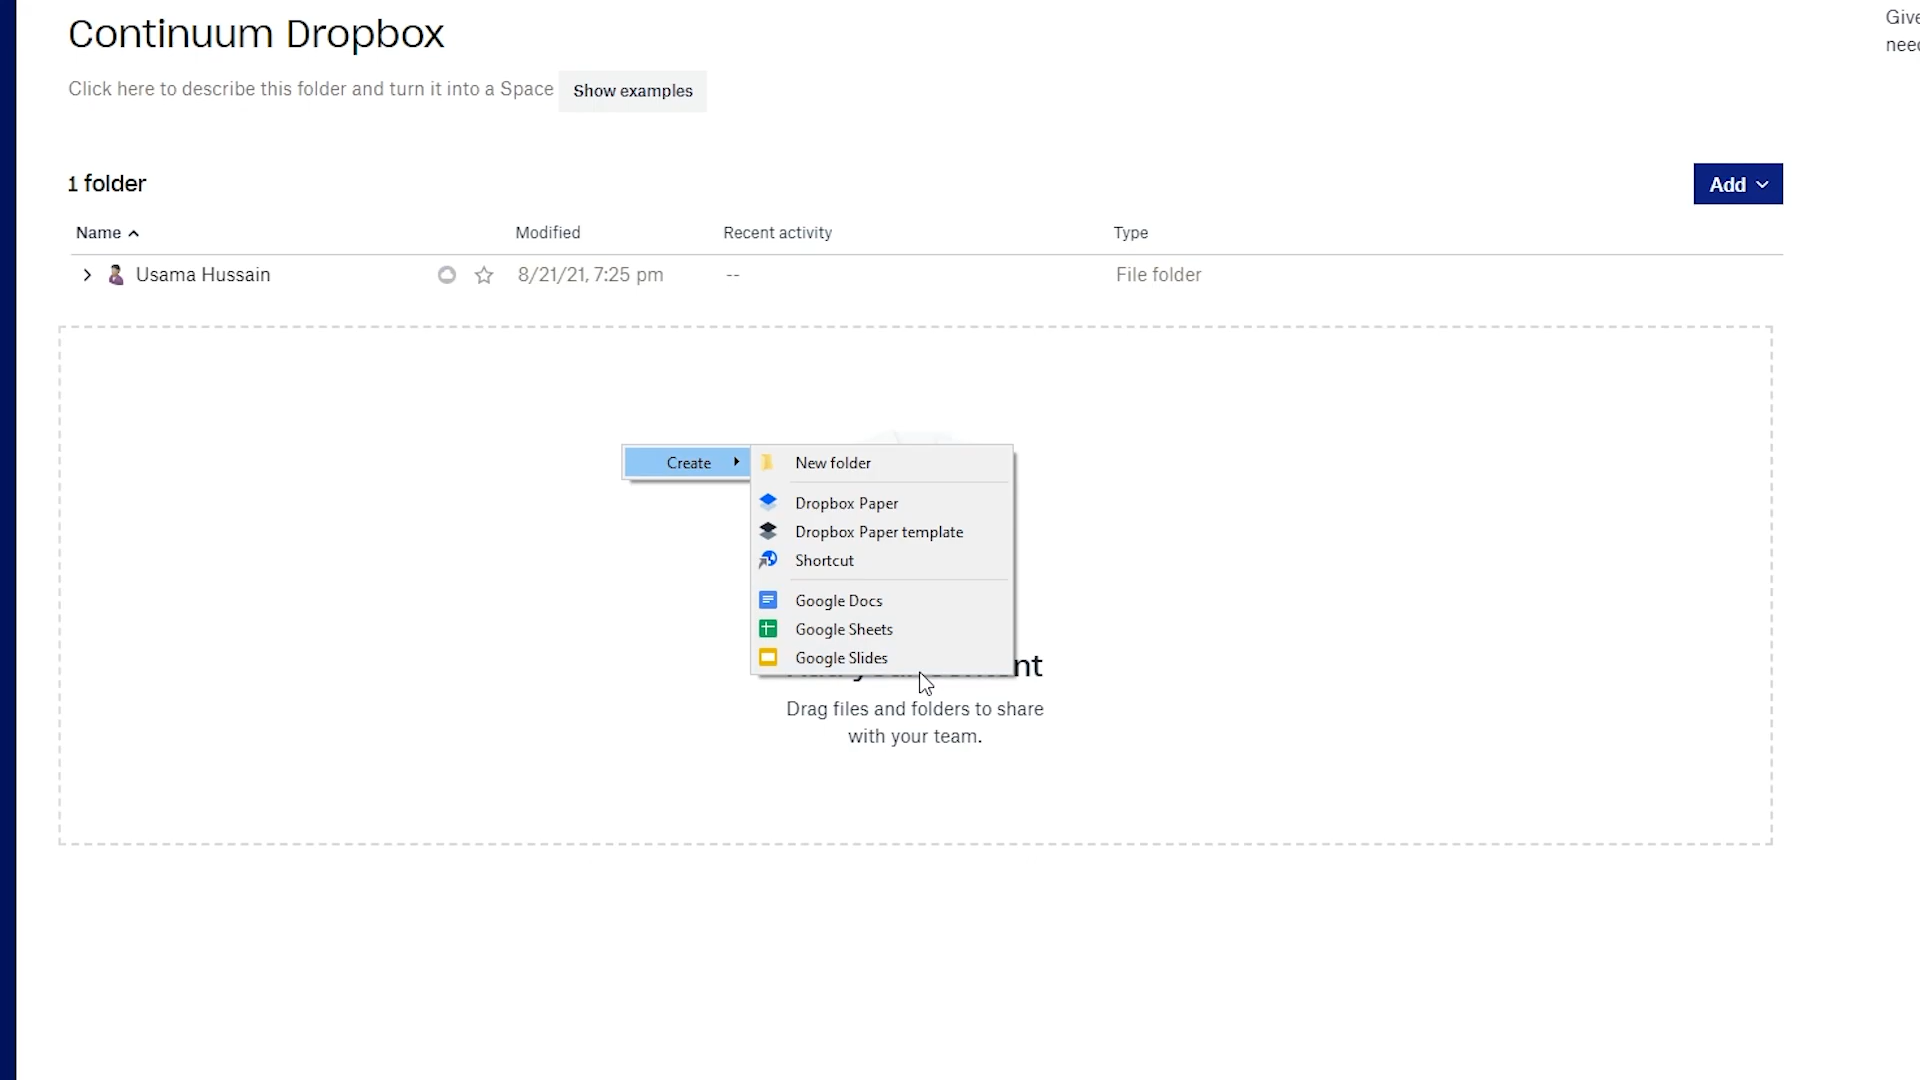 Continuum Dropbox
Give
Click here to describe this folder and turn it into a Space Show examples
1 folder
Add
Name Modified Recent activity Type
Usama Hussain 8/21/21, 7:25 pm -- File folder
Create
New folder
Dropbox Paper
Dropbox Paper template
Shortcut
Google Docs
Google Sheets
Google Slides
Drag files and folders to share
with your team.